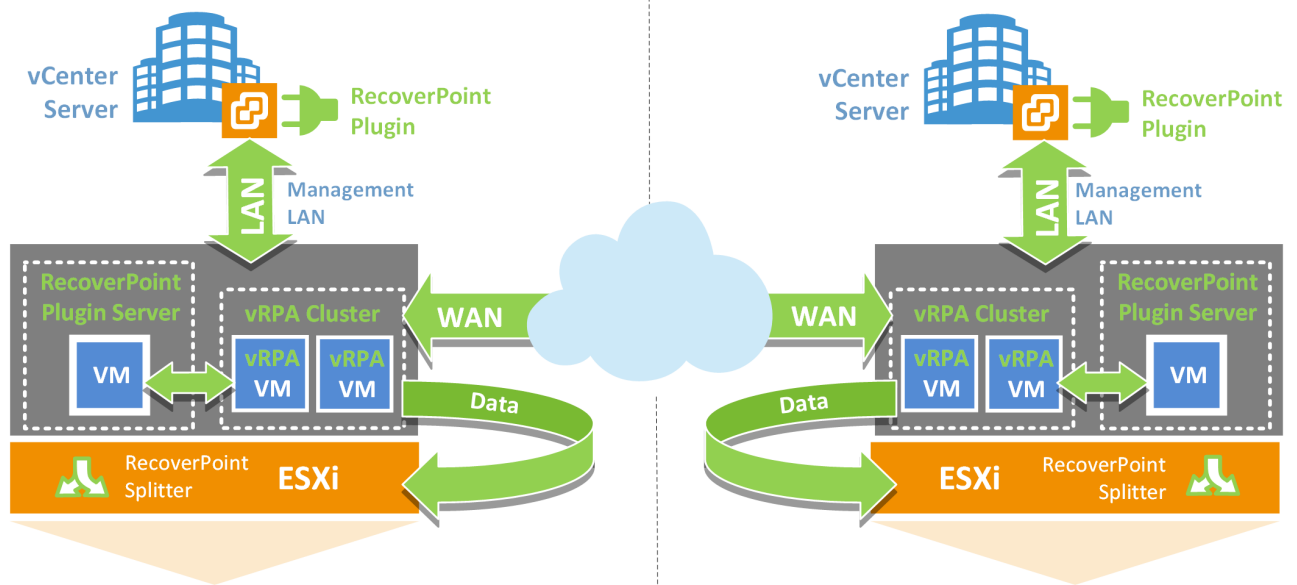 vCenter
Server
RecoverPoint
Plugin
LAN
Management
LAN
RecoverPoint
Plugin Server
VM
vRPA Cluster
vRPA
VM
vRPA
VM
WAN
Data
RecoverPoint
Splitter
ESXi
vCenter
Server
RecoverPoint
Plugin
LAN
Management
LAN
WAN
vRPA Cluster
vRPA
VM
vRPA
VM
RecoverPoint
Plugin Server
VM
Data
ESXi
RecoverPoint
Splitter